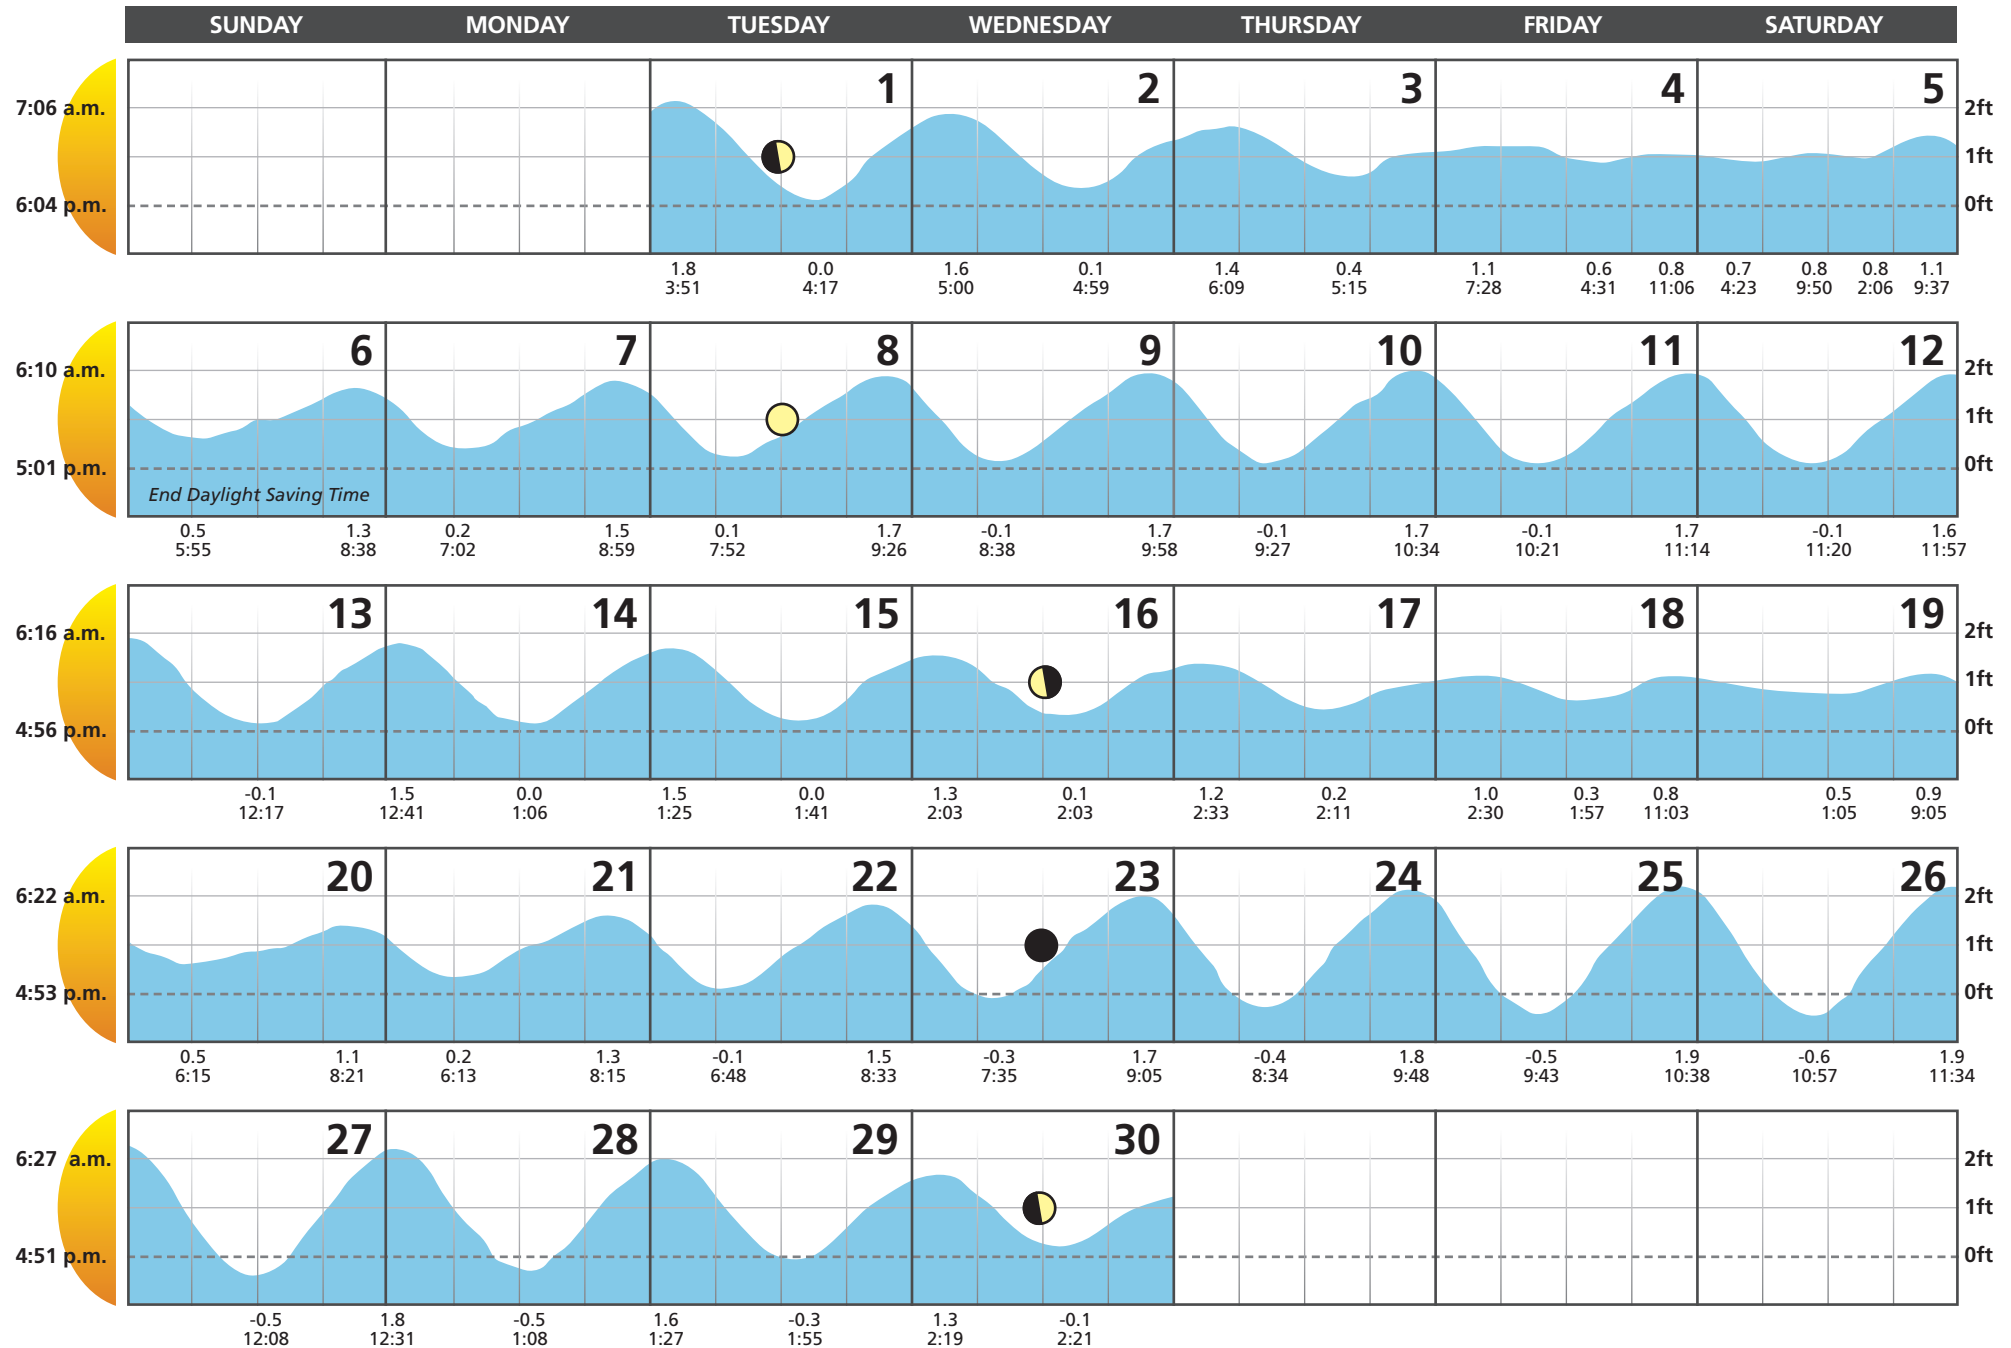 SUNDAY MONDAY TUESDAY WEDNESDAY THURSDAY FRIDAY SATURDAY
1 2 3 4 5
7:06 a.m. 2ft
1ft
6:04 p.m. 0ft
1.8 0.0 1.6 0.1 1.4 0.4 1.1 0.6 0.8 0.7 0.8 0.8 1.1
3:51 4:17 5:00 4:59 6:09 5:15 7:28 4:31 11:06 4:23 9:50 2:06 9:37
6 7 8 9 10 11 12
6:10 a.m. 2ft
1ft
5:01 p.m. 0ft
End Daylight Saving Time
0.5 1.3 0.2 1.5 0.1 1.7 -0.1 1.7 -0.1 1.7 -0.1 1.7 -0.1 1.6
5:55 8:38 7:02 8:59 7:52 9:26 8:38 9:58 9:27 10:34 10:21 11:14 11:20 11:57
13 14 15 16 17 18 19
6:16 a.m. 2ft
1ft
4:56 p.m. 0ft
-0.1 1.5 0.0 1.5 0.0 1.3 0.1 1.2 0.2 1.0 0.3 0.8 0.5 0.9
12:17 12:41 1:06 1:25 1:41 2:03 2:03 2:33 2:11 2:30 1:57 11:03 1:05 9:05
20 21 22 23 24 25 26
6:22 a.m. 2ft
1ft
4:53 p.m. 0ft
0.5 1.1 0.2 1.3 -0.1 1.5 -0.3 1.7 -0.4 1.8 -0.5 1.9 -0.6 1.9
6:15 8:21 6:13 8:15 6:48 8:33 7:35 9:05 8:34 9:48 9:43 10:38 10:57 11:34
27 28 29 30
6:27 a.m. 2ft
1ft
4:51 p.m. 0ft
-0.5 1.8 -0.5 1.6 -0.3 1.3 -0.1
12:08 12:31 1:08 1:27 1:55 2:19 2:21